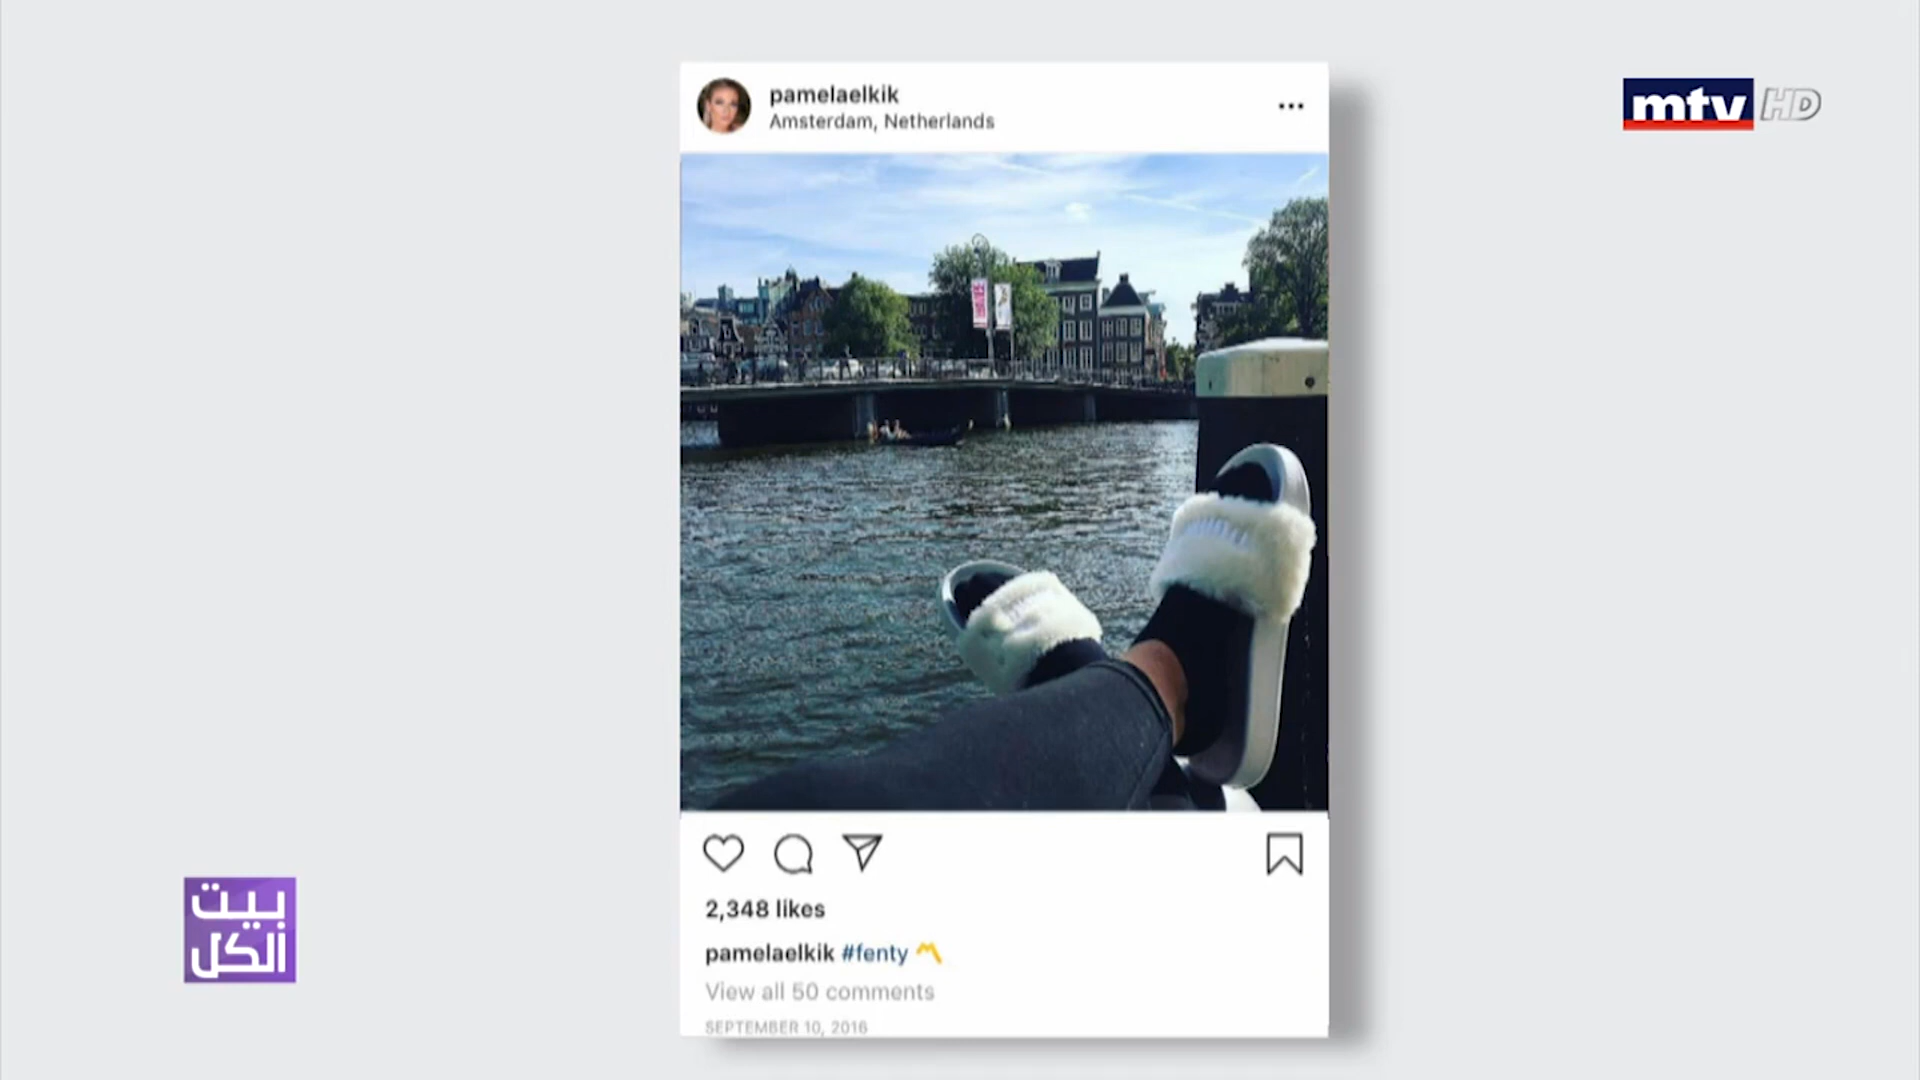 pamelaelkik
Amsterdam, Netherlands
mtv HD
2,348 likes
pamelaelkik #fenty
View all 50 comments
SEPTEMBER 10, 2016
بيت
الكل